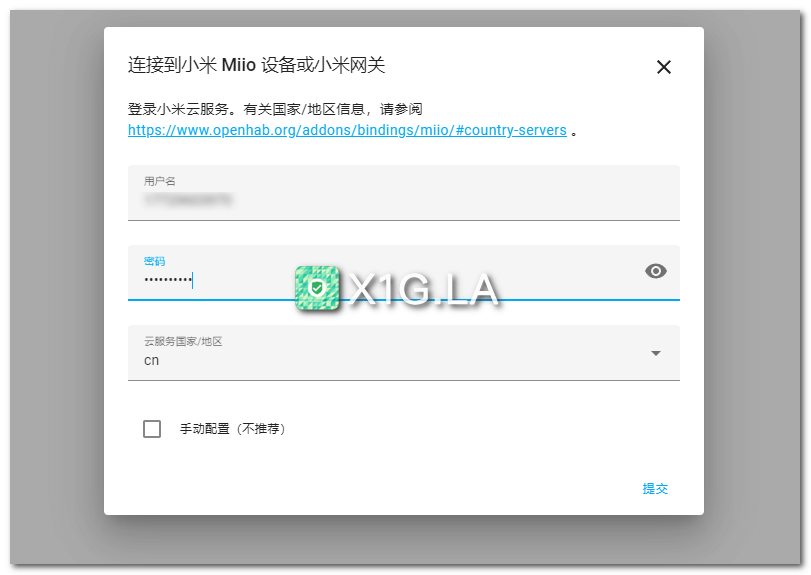 连接到小米 Miio 设备或小米网关
登录小米云服务。有关国家/地区信息，请参阅
https://www.openhab.org/addons/bindings/miio/#country-servers 。
用户名
密码
••••••••••
X1G.LA
云服务国家/地区
cn
手动配置（不推荐）
提交